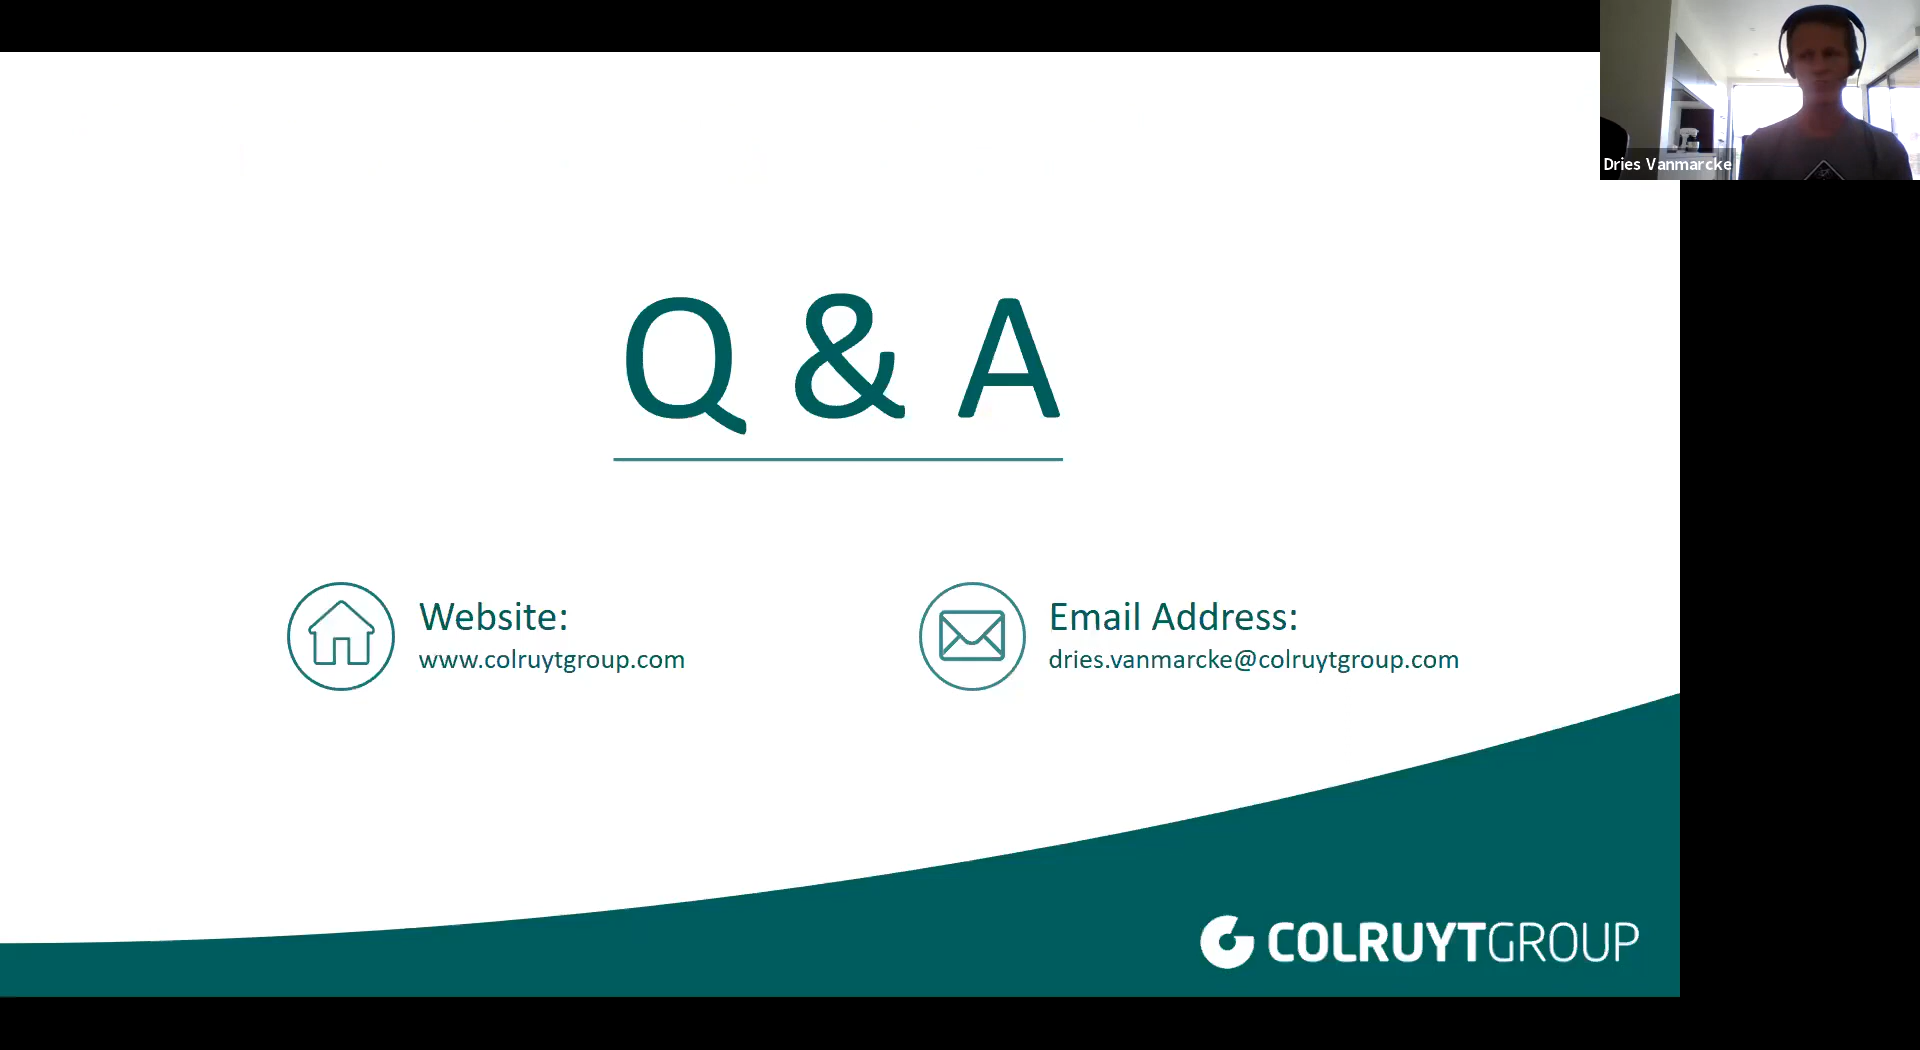 Dries Vanmarcke
Q & A
Website:
www.colruytgroup.com
Email Address:
dries.vanmarcke@colruytgroup.com
COLRUYTGROUP